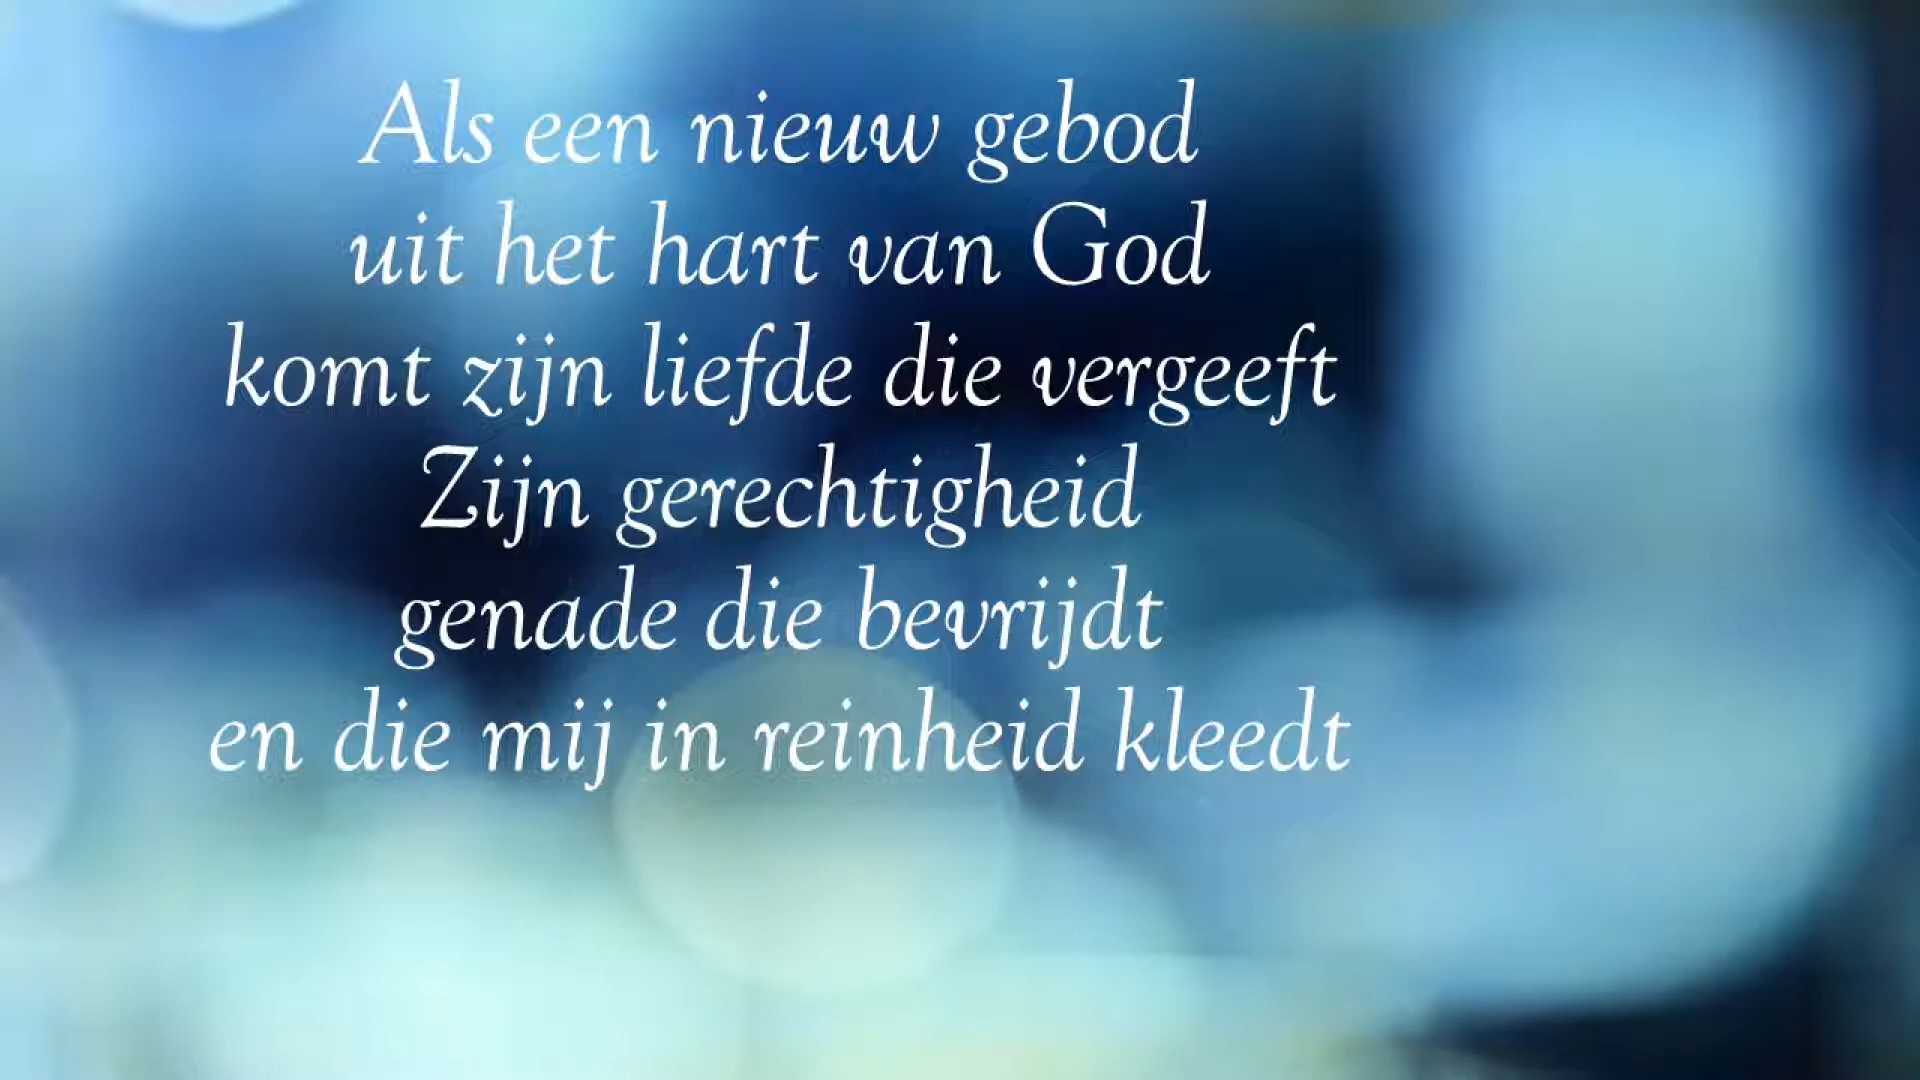 Als een nieuw gebod
uit het hart van God
komt zijn liefde die vergeeft
Zijn gerechtigheid
genade die bevrijdt
en die mij in reinheid kleedt